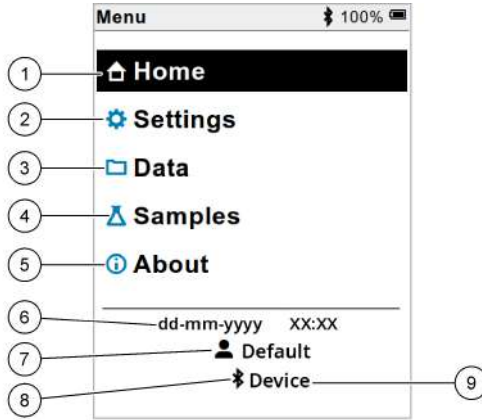 Menu 100%
1 Home
2 Settings
3 Data
4 Samples
5 About
6 dd-mm-yyyy XX:XX
7 Default
8 Device 9